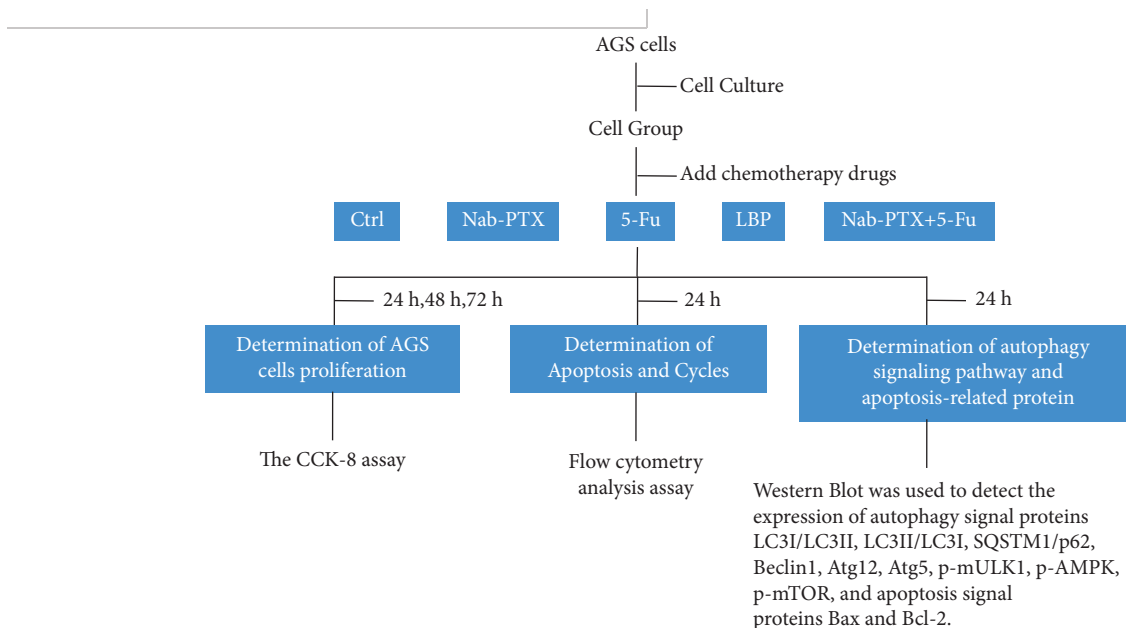 AGS cells
Cell Culture
Cell Group
Add chemotherapy drugs
Ctrl
Nab-PTX
5-Fu
LBP
Nab-PTX+5-Fu
24 h,48 h,72 h
24 h
24 h
Determination of AGS
cells proliferation
Determination of
Apoptosis and Cycles
Determination of autophagy
signaling pathway and
apoptosis-related protein
The CCK-8 assay
Flow cytometry
analysis assay
Western Blot was used to detect the
expression of autophagy signal proteins
LC3I/LC3II, LC3II/LC3I, SQSTM1/p62,
Beclin1, Atg12, Atg5, p-mULK1, p-AMPK,
p-mTOR, and apoptosis signal
proteins Bax and Bcl-2.